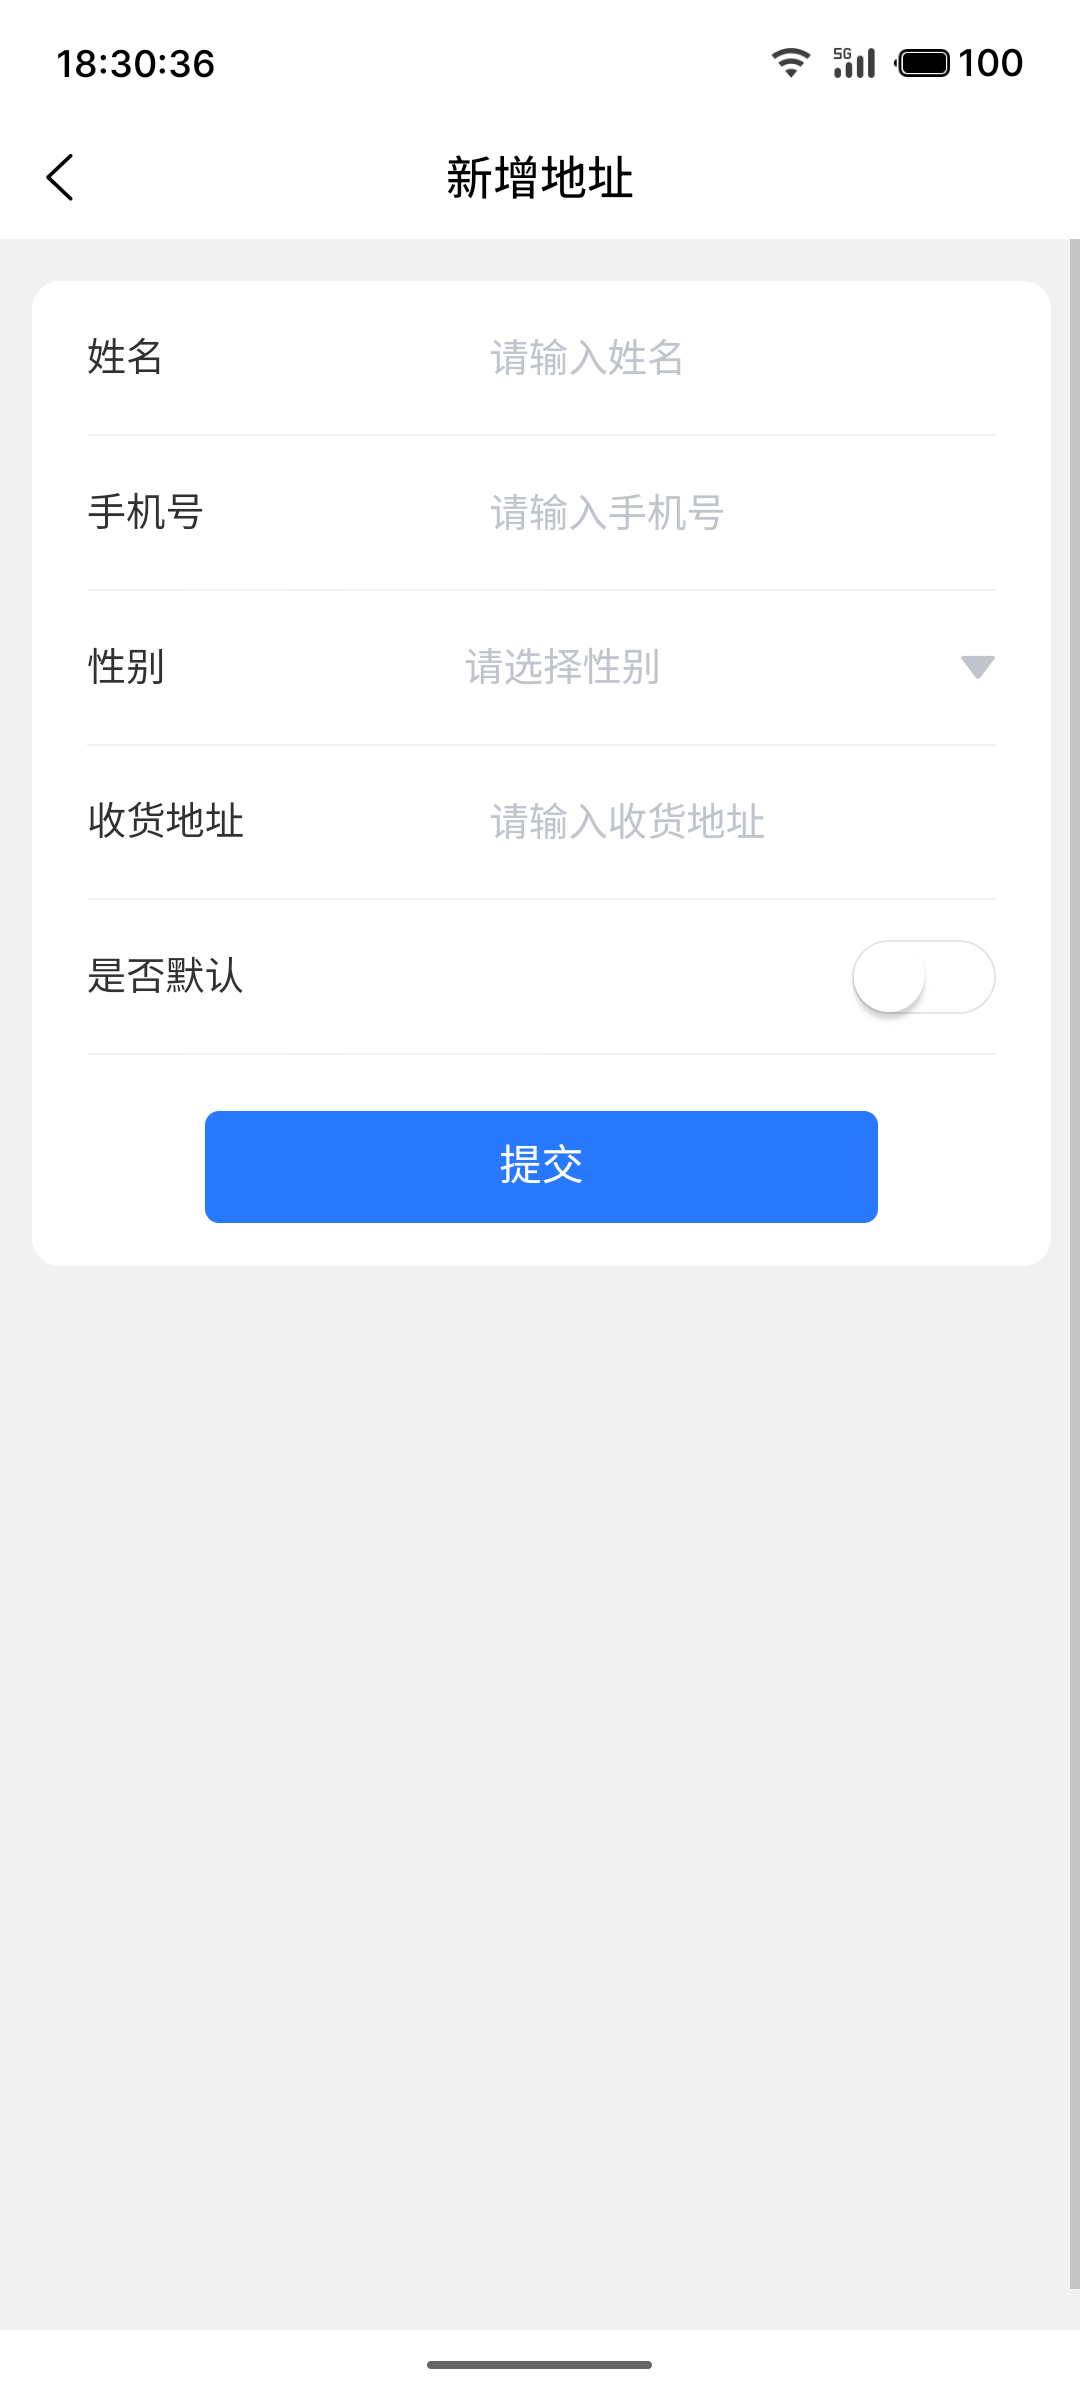 18:30:36
5G
100
新增地址
姓名 请输入姓名
手机号 请输入手机号
性别 请选择性别
收货地址 请输入收货地址
是否默认
提交